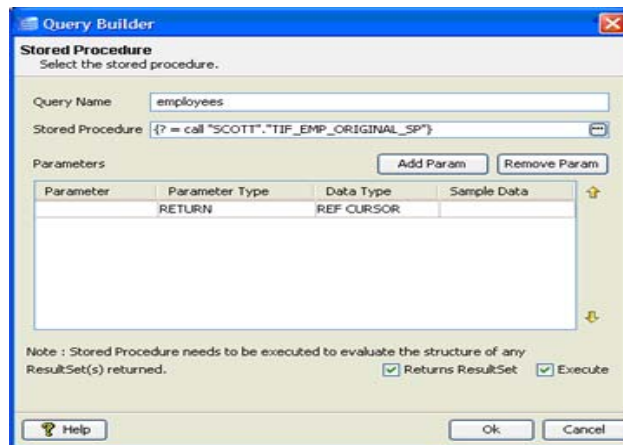 Query Builder
Stored Procedure
Select the stored procedure.
Query Name employees
Stored Procedure {? = call "SCOTT"."TIF_EMP_ORIGINAL_SP"}
Parameters Add Param Remove Param
Parameter Parameter Type Data Type Sample Data
RETURN REF CURSOR
Note : Stored Procedure needs to be executed to evaluate the structure of any
ResultSet(s) returned. Returns ResultSet Execute
Help Ok Cancel